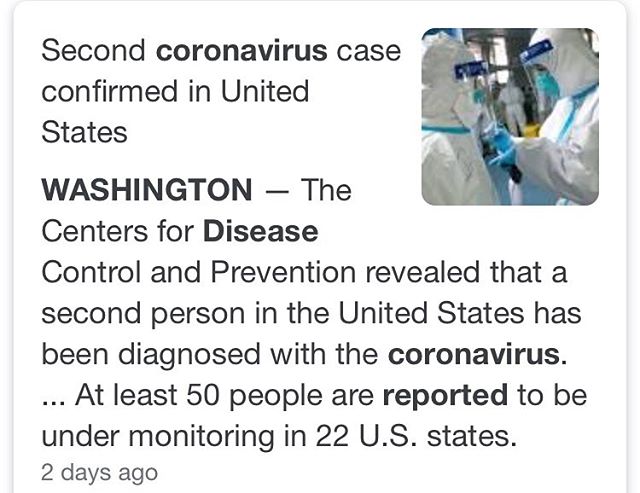 Second coronavirus case
confirmed in United
States
WASHINGTON — The
Centers for Disease
Control and Prevention revealed that a
second person in the United States has
been diagnosed with the coronavirus.
... At least 50 people are reported to be
under monitoring in 22 U.S. states.
2 days ago